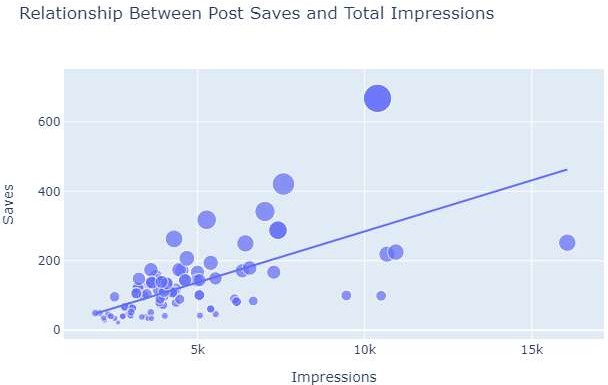 Relationship Between Post Saves and Total Impressions
600
400
200
0
Saves
5k
10k
15k
Impressions